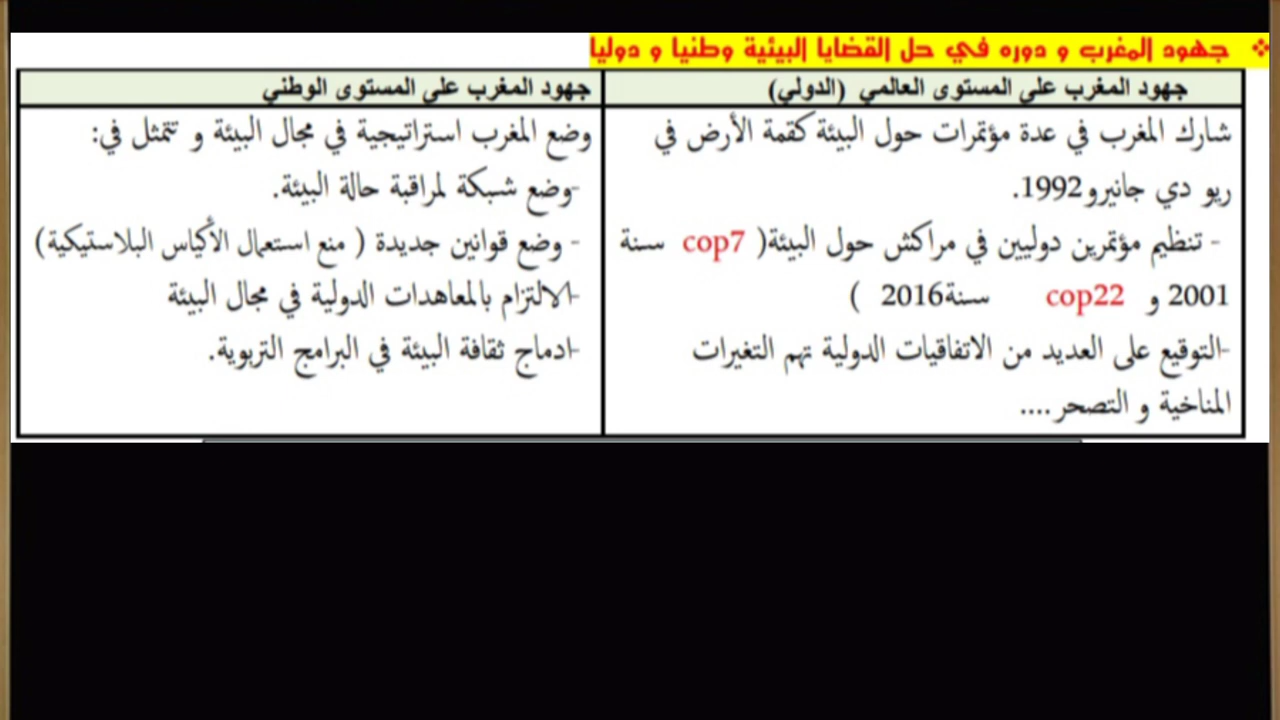 ❖ جهود المغرب و دوره في حل القضايا البيئية وطنيا و دوليا
جهود المغرب على المستوى العالمي (الدولي)
شارك المغرب في عدة مؤتمرات حول البيئة كقمة الأرض في
ريو دي جانيرو1992.
- تنظيم مؤتمرين دوليين في مراكش حول البيئة( cop7 سنة
2001 و cop22 سنة2016 )
-التوقيع على العديد من الاتفاقيات الدولية تهم التغيرات
المناخية و التصحر ....
جهود المغرب على المستوى الوطني
وضع المغرب استراتيجية في مجال البيئة و تتمثل في:
-وضع شبكة لمراقبة حالة البيئة.
- وضع قوانين جديدة ( منع استعمال الأكياس البلاستيكية)
-الالتزام بالمعاهدات الدولية في مجال البيئة
-ادماج ثقافة البيئة في البرامج التربوية.